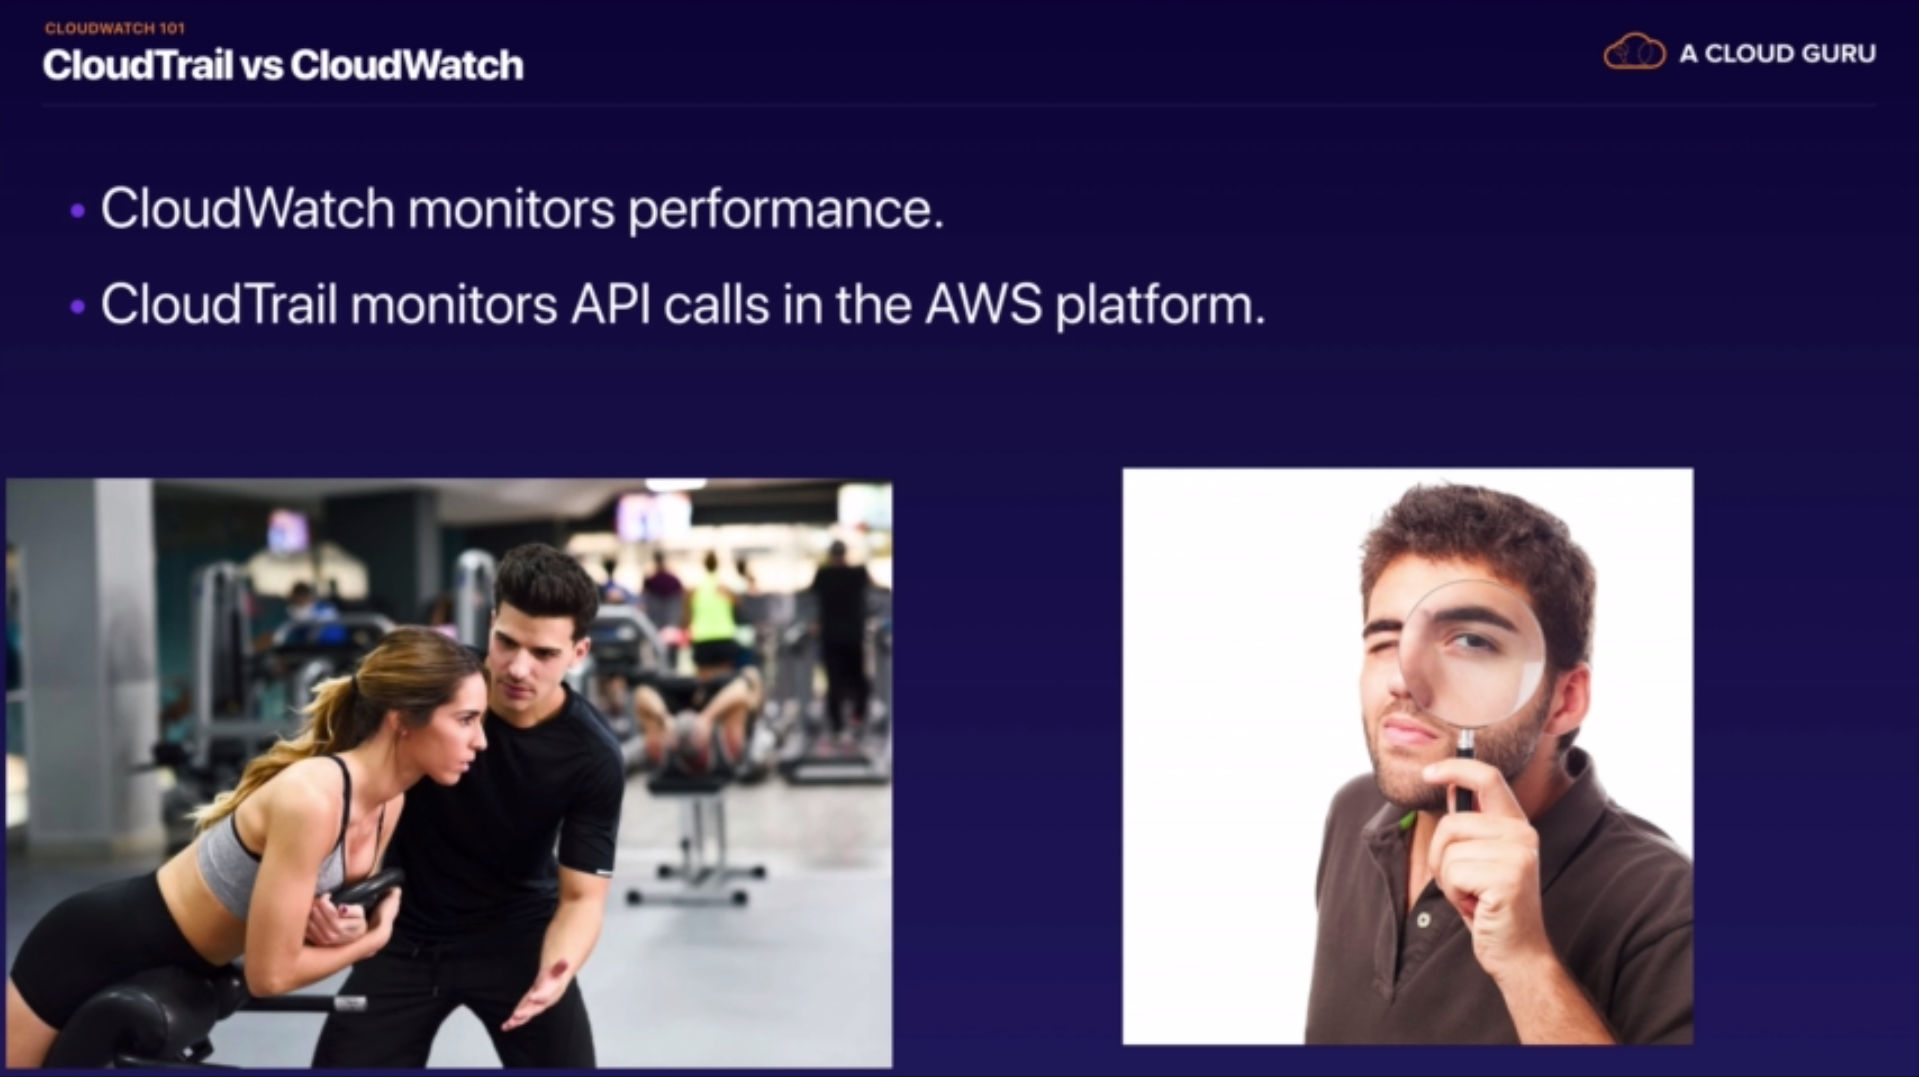 CLOUDWATCH 101
CloudTrail vs CloudWatch
A CLOUD GURU
• CloudWatch monitors performance.
• CloudTrail monitors API calls in the AWS platform.